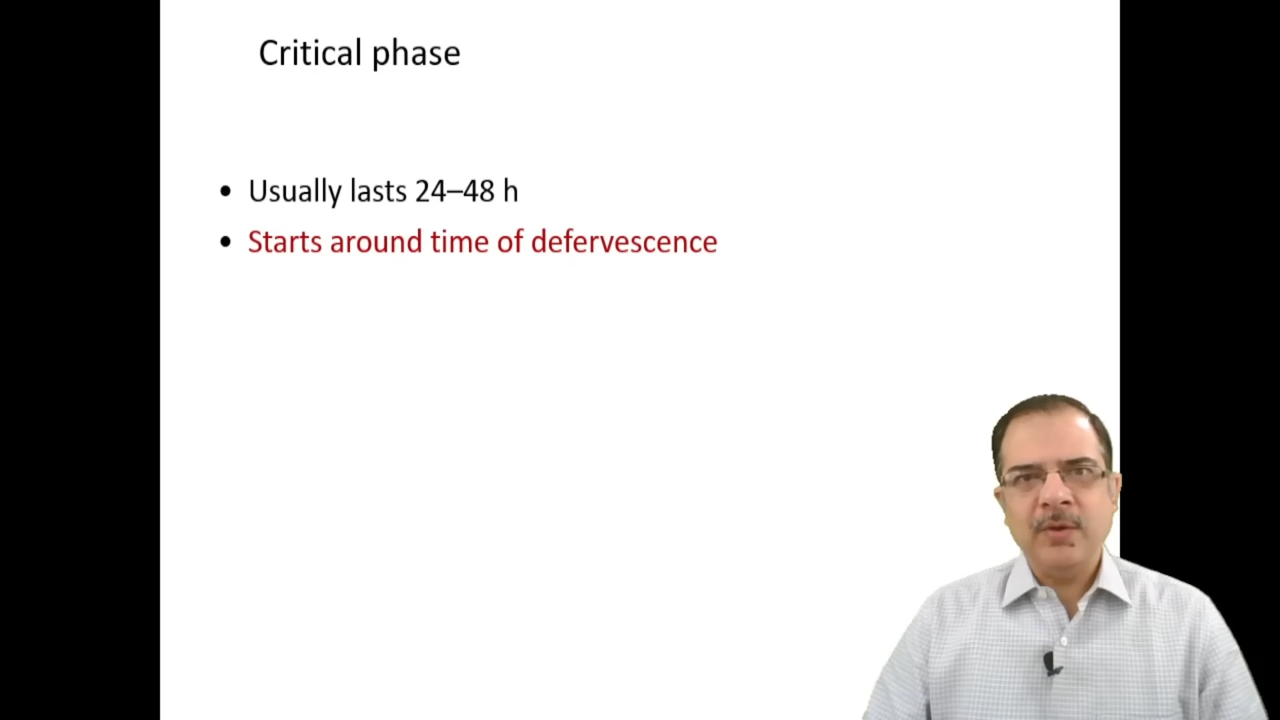 Critical phase
• Usually lasts 24–48 h
• Starts around time of defervescence